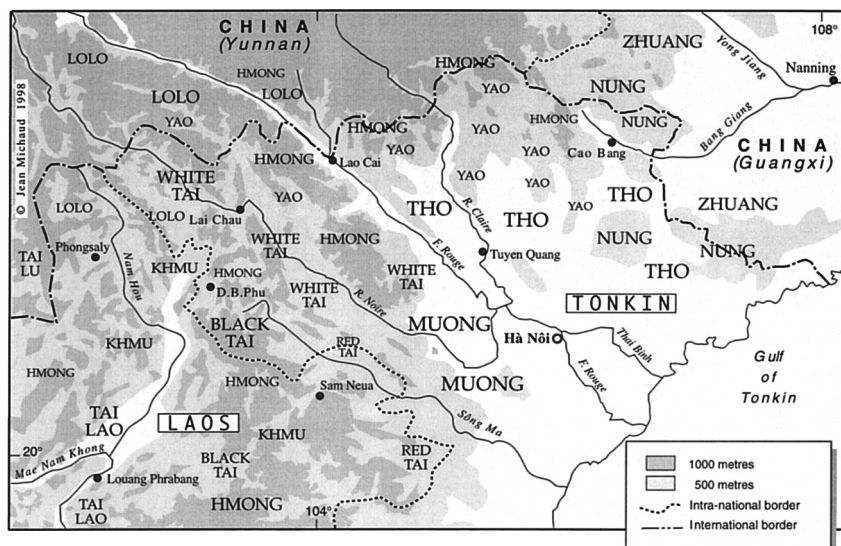 108°
CHINA
(Yunnan)
ZHUANG
LOLO
HMONG
Yong Jiang
Nanning
HMONG
LOLO
LOLO
YAO
NUNG
© Jean Michaud 1998
YAO
HMONG
YAO
HMONG
NUNG
Bang Giang
CHINA
(Guangxi)
HMONG
Lao Cai
YAO
Cao Bang
WHITE
TAI
YAO
YAO
YAO
THO
ZHUANG
LOLO
LOLO
Lai Chau
THO
R. Claire
THO
YAO
Phongsaly
WHITE
TAI
HMONG
F. Rouge
NUNG
NUNG
TAI
LU
Nam Hou
KHMU
HMONG
WHITE
TAI
Tuyen Quang
THO
D.B.Phu
WHITE
TAI
R. Noire
TONKIN
BLACK
TAI
MUONG
Hà Nôi
Thai Binh
KHMU
RED
TAI
Gulf
of
Tonkin
HMONG
HMONG
MUONG
F. Rouge
Sam Neua
TAI
LAO
LAOS
KHMU
Sông Ma
20°
BLACK
TAI
RED
TAI
Mae Nam Khong
Louang Phrabang
TAI
LAO
HMONG
104°
1000 metres
500 metres
Intra-national border
International border